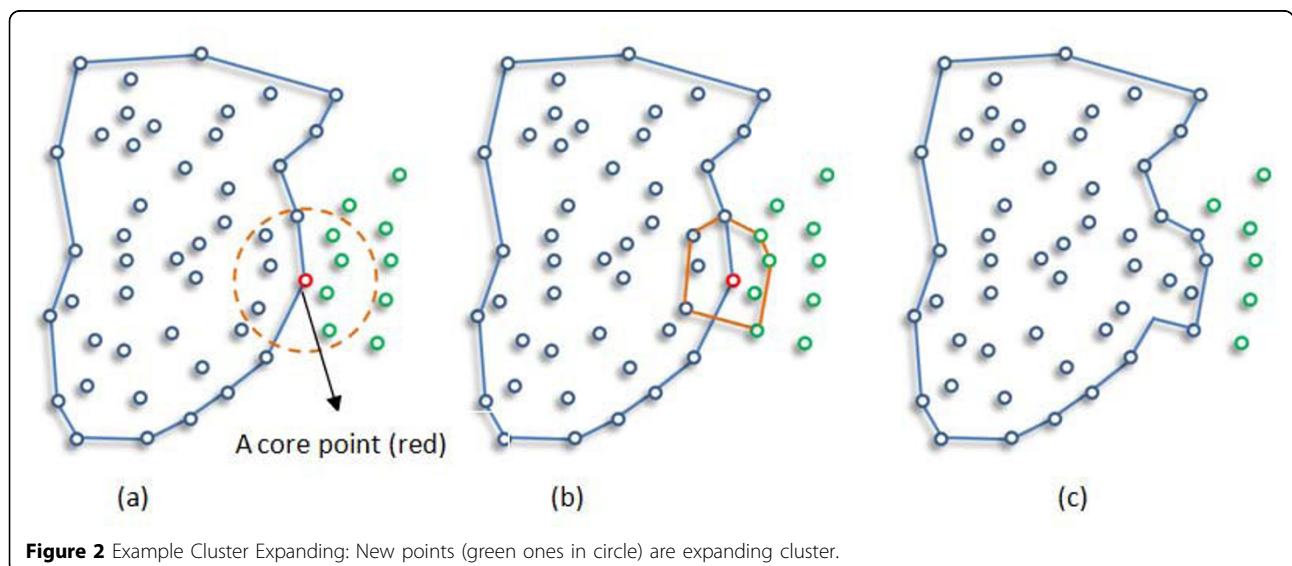 A core point (red)
(a)
(b)
(c)
Figure 2 Example Cluster Expanding: New points (green ones in circle) are expanding cluster.